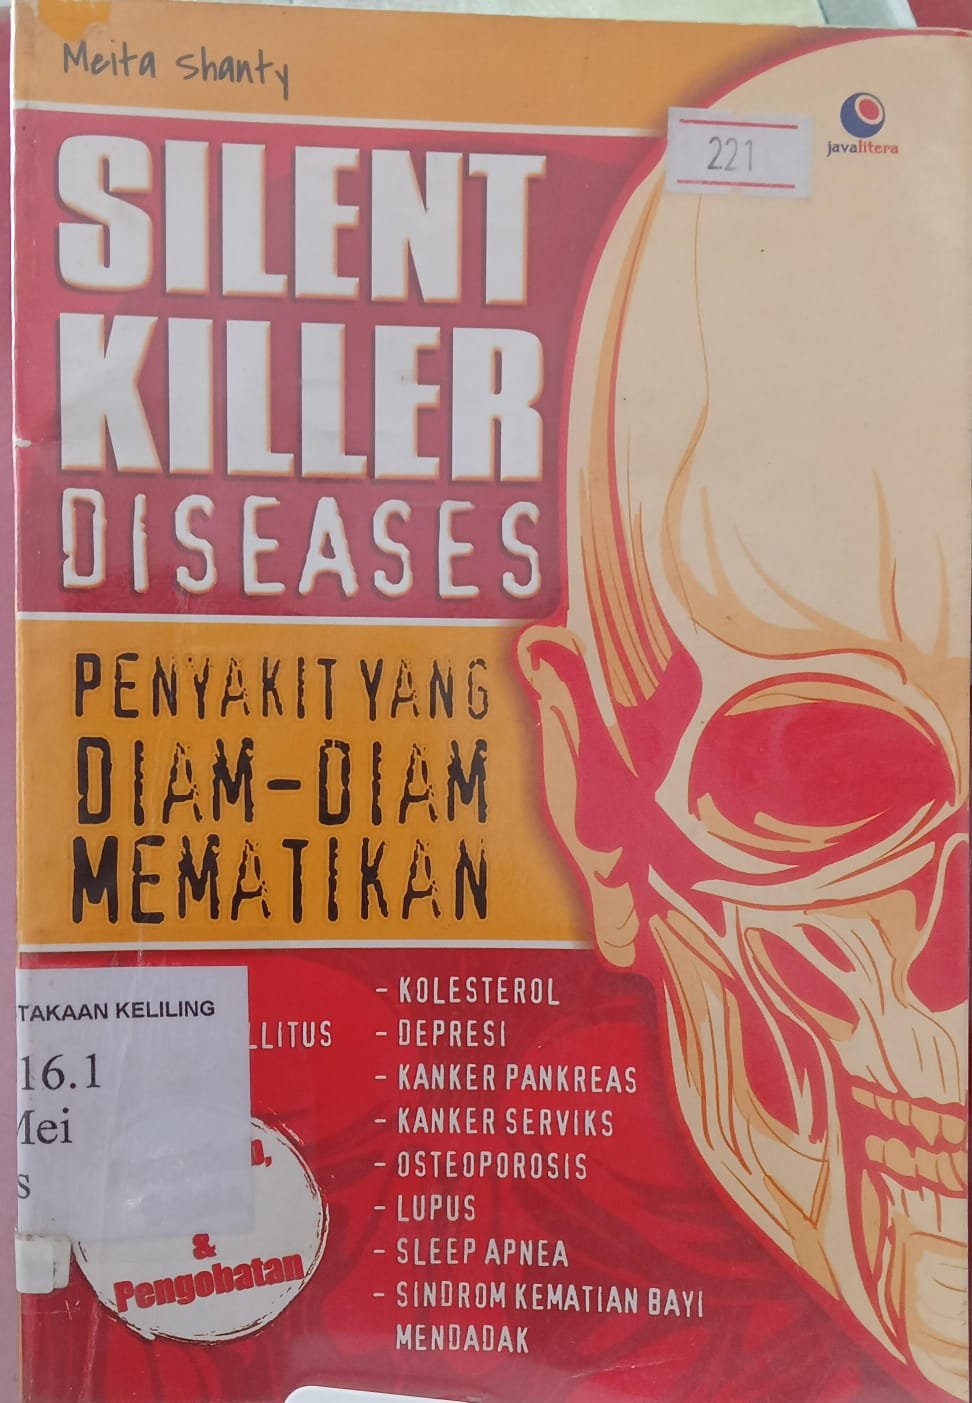 Meita Shanty
221
javalitera
SILENT
KILLER
DISEASES
PENYAKIT YANG
DIAM-DIAM
MEMATIKAN
TAKAAN KELILING
16.1
Mei
s
LLITUS
- KOLESTEROL
- DEPRESI
- KANKER PANKREAS
- KANKER SERVIKS
- OSTEOPOROSIS
- LUPUS
- SLEEP APNEA
- SINDROM KEMATIAN BAYI
MENDADAK
&
Pengobatan